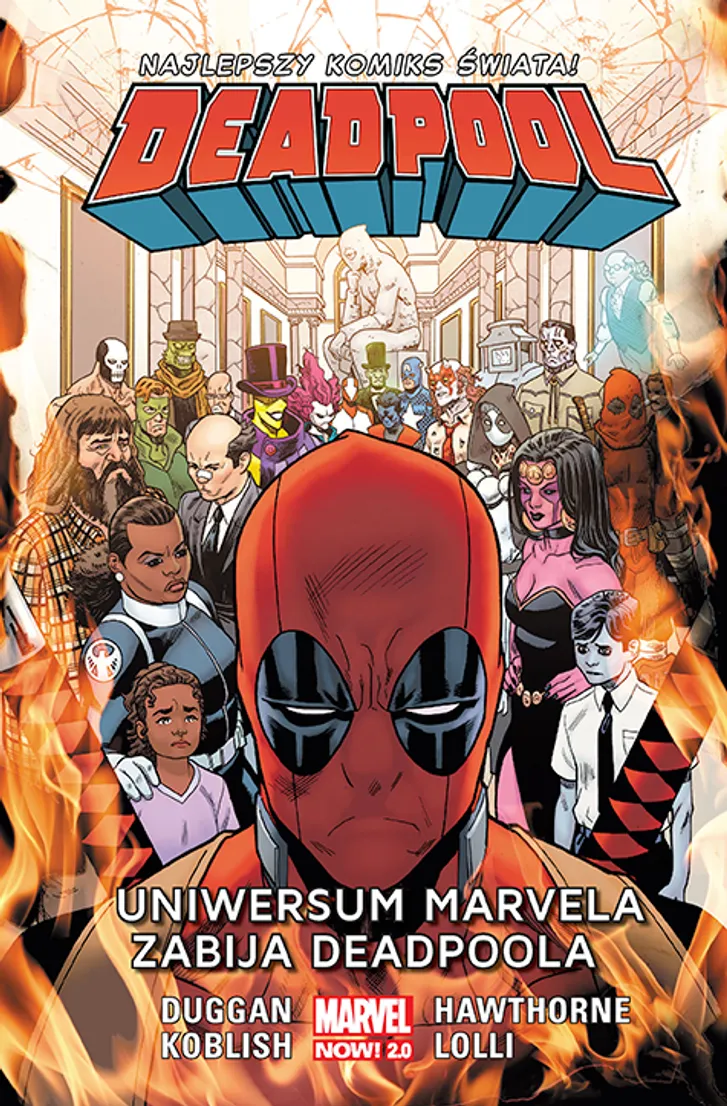 NAJLEPSZY KOMIKS ŚWIATA!
DEADPOOL
UNIWERSUM MARVELA
ZABIJA DEADPOOLA
DUGGAN
KOBLISH
MARVEL
NOW! 2.0
HAWTHORNE
LOLLI